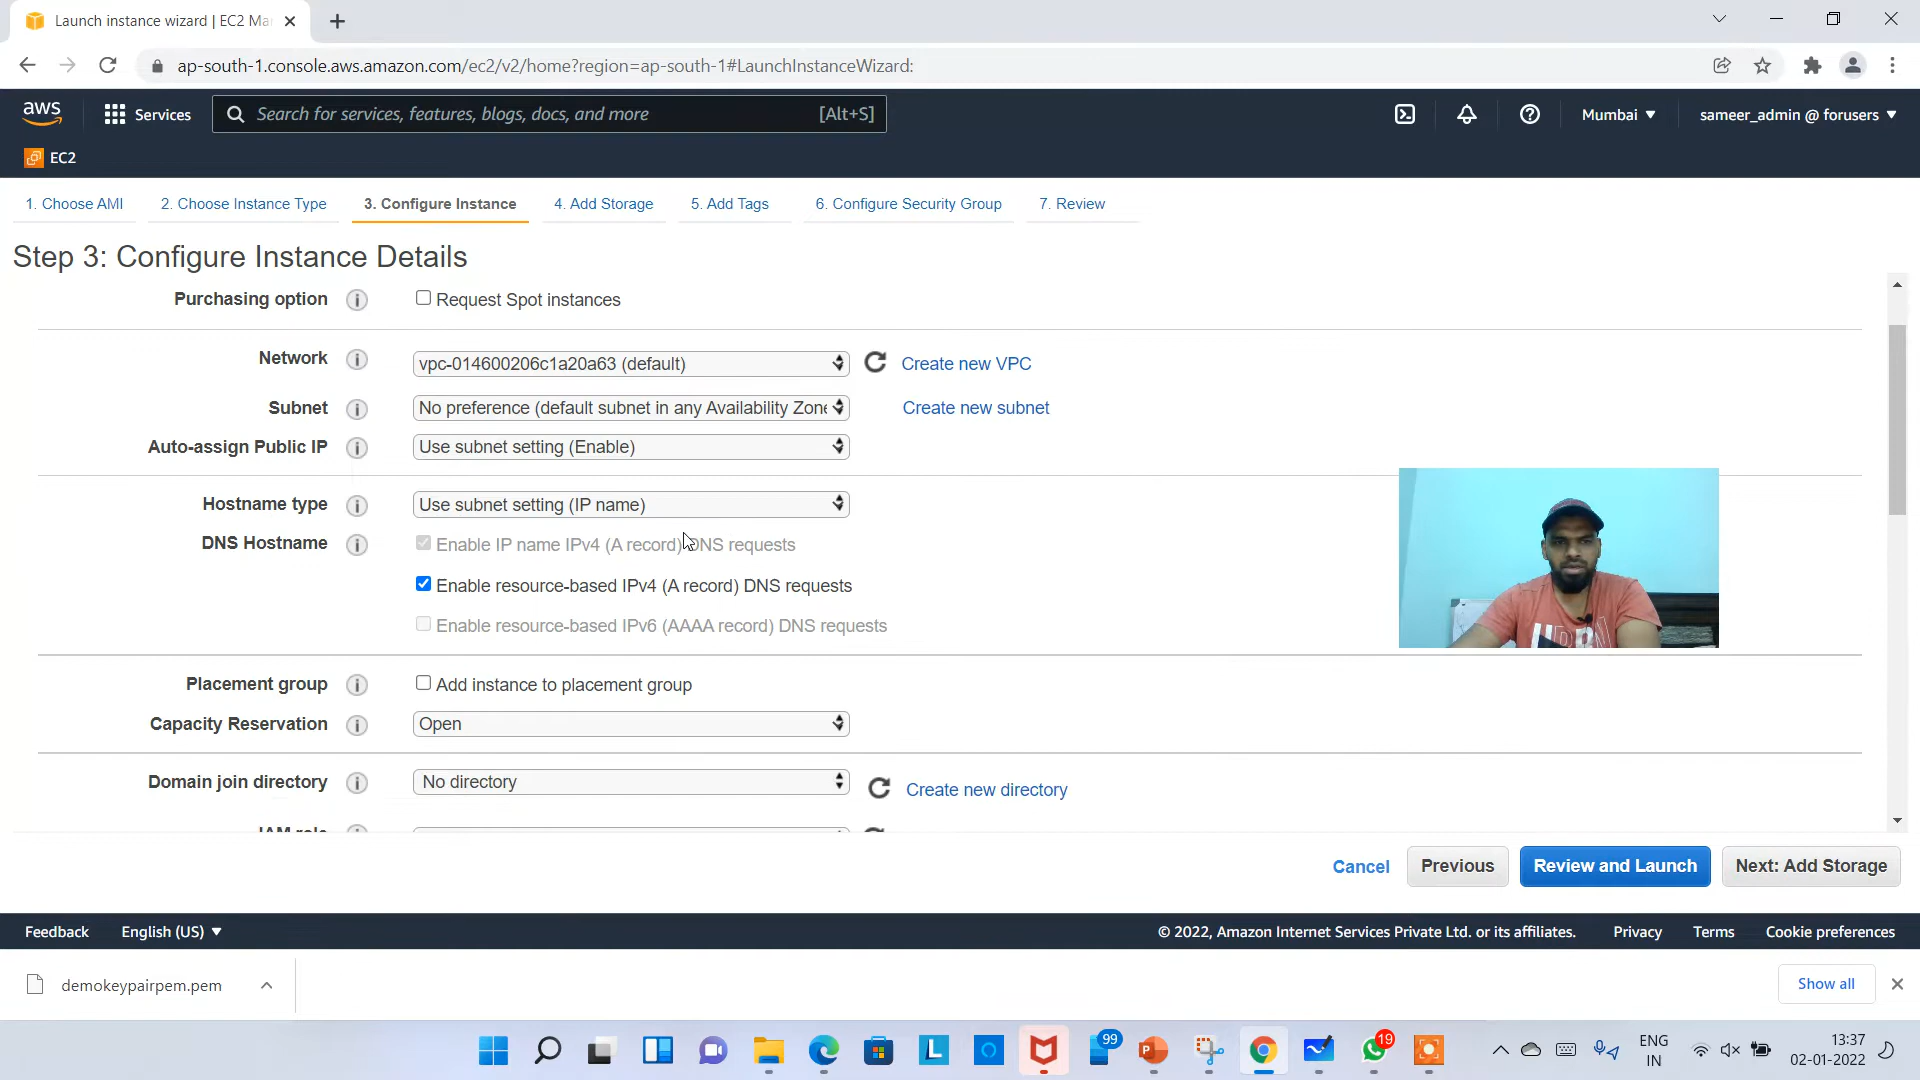 Launch instance wizard | EC2 Ma
ap-south-1.console.aws.amazon.com/ec2/v2/home?region=ap-south-1#LaunchInstanceWizard:
aws
Services
Search for services, features, blogs, docs, and more
[Alt+S]
Mumbai
sameer_admin @ forusers
EC2
1. Choose AMI
2. Choose Instance Type
3. Configure Instance
4. Add Storage
5. Add Tags
6. Configure Security Group
7. Review
Step 3: Configure Instance Details
Purchasing option
Request Spot instances
Network
vpc-014600206c1a20a63 (default)
Create new VPC
Subnet
No preference (default subnet in any Availability Zone
Create new subnet
Auto-assign Public IP
Use subnet setting (Enable)
Hostname type
Use subnet setting (IP name)
DNS Hostname
Enable IP name IPv4 (A record) DNS requests
Enable resource-based IPv4 (A record) DNS requests
Enable resource-based IPv6 (AAAA record) DNS requests
Placement group
Add instance to placement group
Capacity Reservation
Open
Domain join directory
No directory
Create new directory
IAM role
Cancel
Previous
Review and Launch
Next: Add Storage
Feedback
English (US)
© 2022, Amazon Internet Services Private Ltd. or its affiliates.
Privacy
Terms
Cookie preferences
demokeypairpem.pem
Show all
99
19
ENG
IN
13:37
02-01-2022